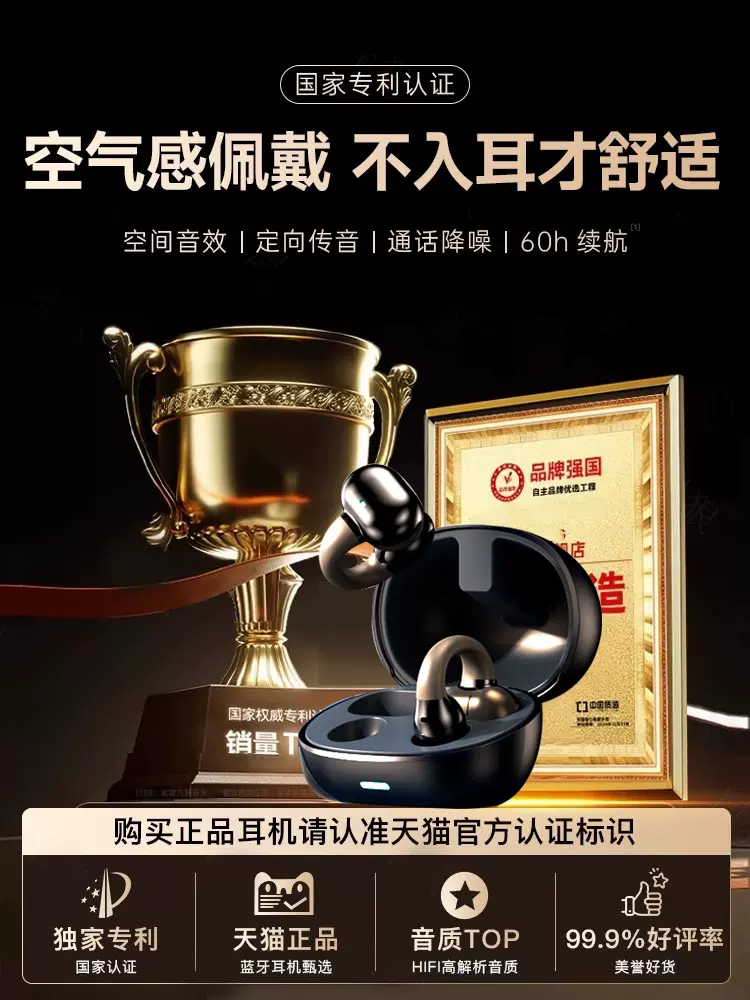 国家专利认证
空气感佩戴 不入耳才舒适
空间音效 | 定向传音 | 通话降噪 | 60h 续航[1]
品牌强国
自主品牌优选工程
店
造
中国质造
国家权威专利
销量T
购买正品耳机请认准天猫官方认证标识
独家专利
国家认证
天猫正品
蓝牙耳机甄选
音质TOP
HIFI高解析音质
99.9%好评率
美誉好货